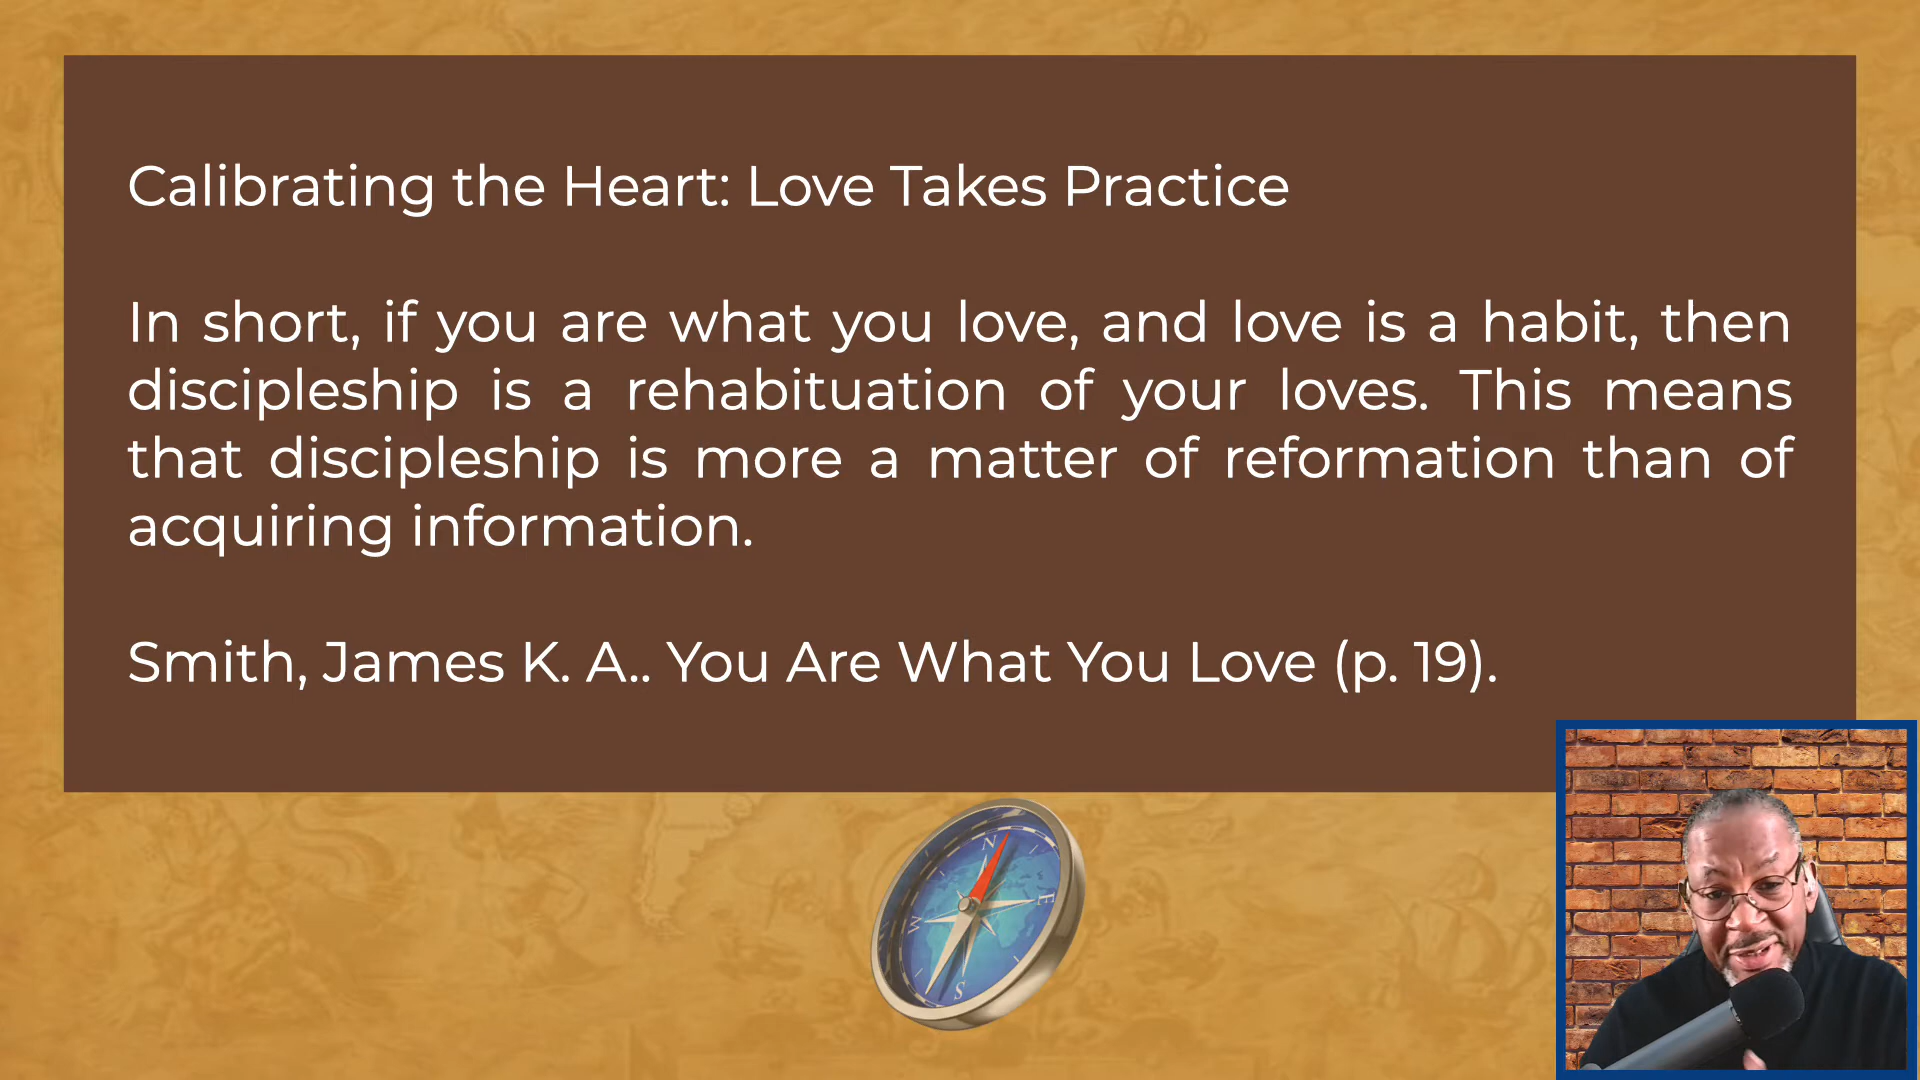 Calibrating the Heart: Love Takes Practice
In short, if you are what you love, and love is a habit, then
discipleship is a rehabituation of your loves. This means
that discipleship is more a matter of reformation than of
acquiring information.
Smith, James K. A.. You Are What You Love (p. 19).
N
E
W
S